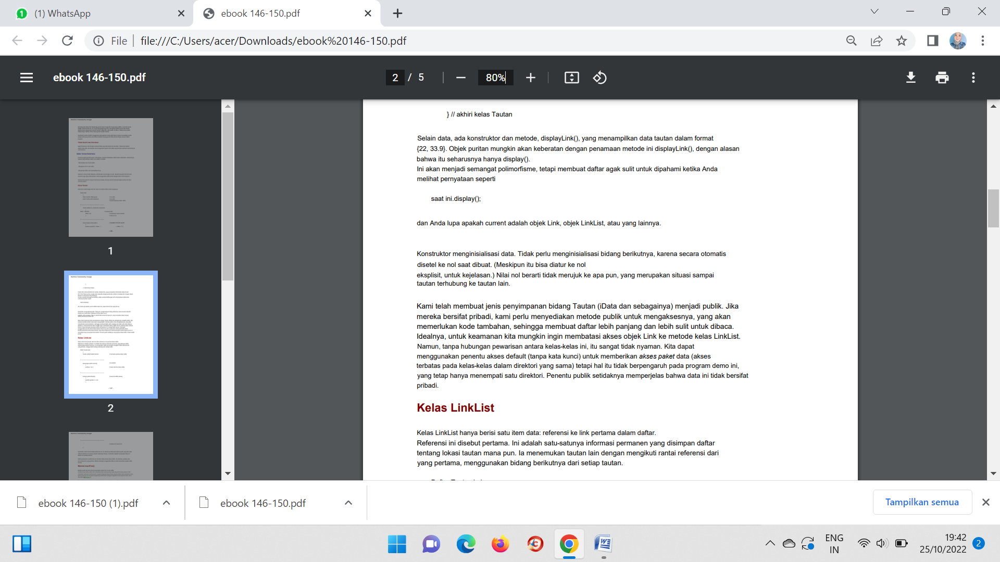 (1) WhatsApp
ebook 146-150.pdf
File
file:///C:/Users/acer/Downloads/ebook%20146-150.pdf
ebook 146-150.pdf
2 / 5
80%
1
2
} // akhiri kelas Tautan
Selain data, ada konstruktor dan metode, displayLink(), yang menampilkan data tautan dalam format
{22, 33.9}. Objek puritan mungkin akan keberatan dengan penamaan metode ini displayLink(), dengan alasan
bahwa itu seharusnya hanya display().
Ini akan menjadi semangat polimorfisme, tetapi membuat daftar agak sulit untuk dipahami ketika Anda
melihat pernyataan seperti
saat ini.display();
dan Anda lupa apakah current adalah objek Link, objek LinkList, atau yang lainnya.
Konstruktor menginisialisasi data. Tidak perlu menginisialisasi bidang berikutnya, karena secara otomatis
disetel ke nol saat dibuat. (Meskipun itu bisa diatur ke nol
eksplisit, untuk kejelasan.) Nilai nol berarti tidak merujuk ke apa pun, yang merupakan situasi sampai
tautan terhubung ke tautan lain.
Kami telah membuat jenis penyimpanan bidang Tautan (iData dan sebagainya) menjadi publik. Jika
mereka bersifat pribadi, kami perlu menyediakan metode publik untuk mengaksesnya, yang akan
memerlukan kode tambahan, sehingga membuat daftar lebih panjang dan lebih sulit untuk dibaca.
Idealnya, untuk keamanan kita mungkin ingin membatasi akses objek Link ke metode kelas LinkList.
Namun, tanpa hubungan pewarisan antara kelas-kelas ini, itu sangat tidak nyaman. Kita dapat
menggunakan penentu akses default (tanpa kata kunci) untuk memberikan akses paket data (akses
terbatas pada kelas-kelas dalam direktori yang sama) tetapi hal itu tidak berpengaruh pada program demo ini,
yang tetap hanya menempati satu direktori. Penentu publik setidaknya memperjelas bahwa data ini tidak bersifat
pribadi.
Kelas LinkList
Kelas LinkList hanya berisi satu item data: referensi ke link pertama dalam daftar.
Referensi ini disebut pertama. Ini adalah satu-satunya informasi permanen yang disimpan daftar
tentang lokasi tautan mana pun. Ia menemukan tautan lain dengan mengikuti rantai referensi dari
yang pertama, menggunakan bidang berikutnya dari setiap tautan.
ebook 146-150 (1).pdf
ebook 146-150.pdf
Tampilkan semua
ENG
IN
19:42
25/10/2022
2